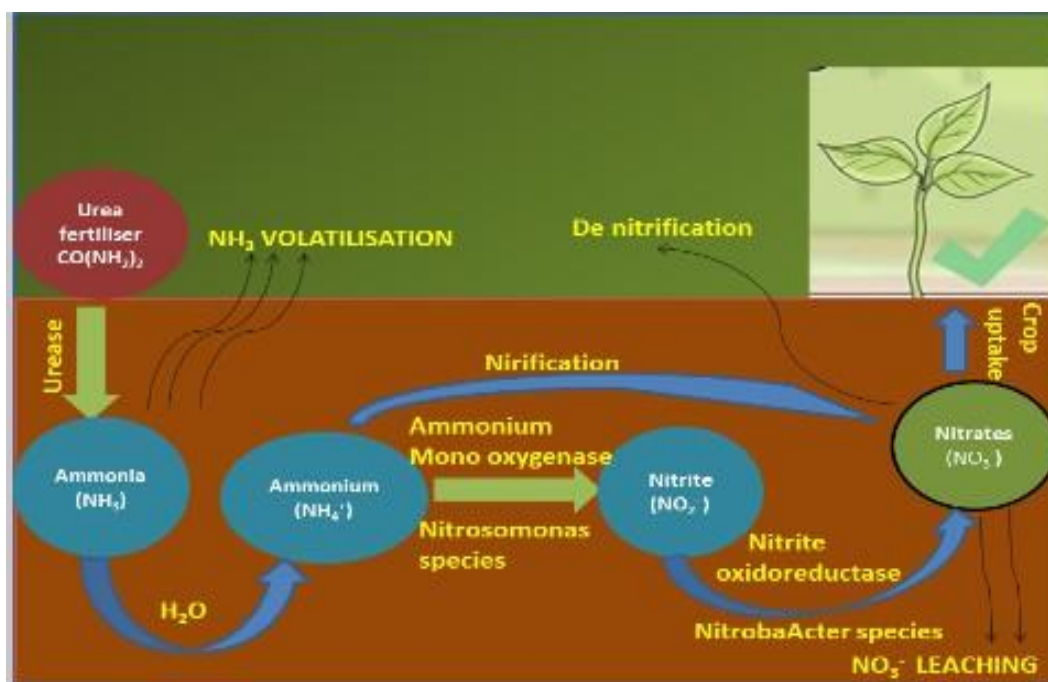 Urea
fertiliser
CO(NH₂)₂
NH₃ VOLATILISATION
De nitrification
Urease
Crop
uptake
Nirification
Ammonia
(NH₃)
Ammonium
(NH₄⁺)
Ammonium
Mono oxygenase
Nitrosomonas
species
Nitrite
(NO₂⁻)
Nitrates
(NO₃⁻)
H₂O
Nitrite
oxidoreductase
NitrobaActer species
NO₃⁻ LEACHING